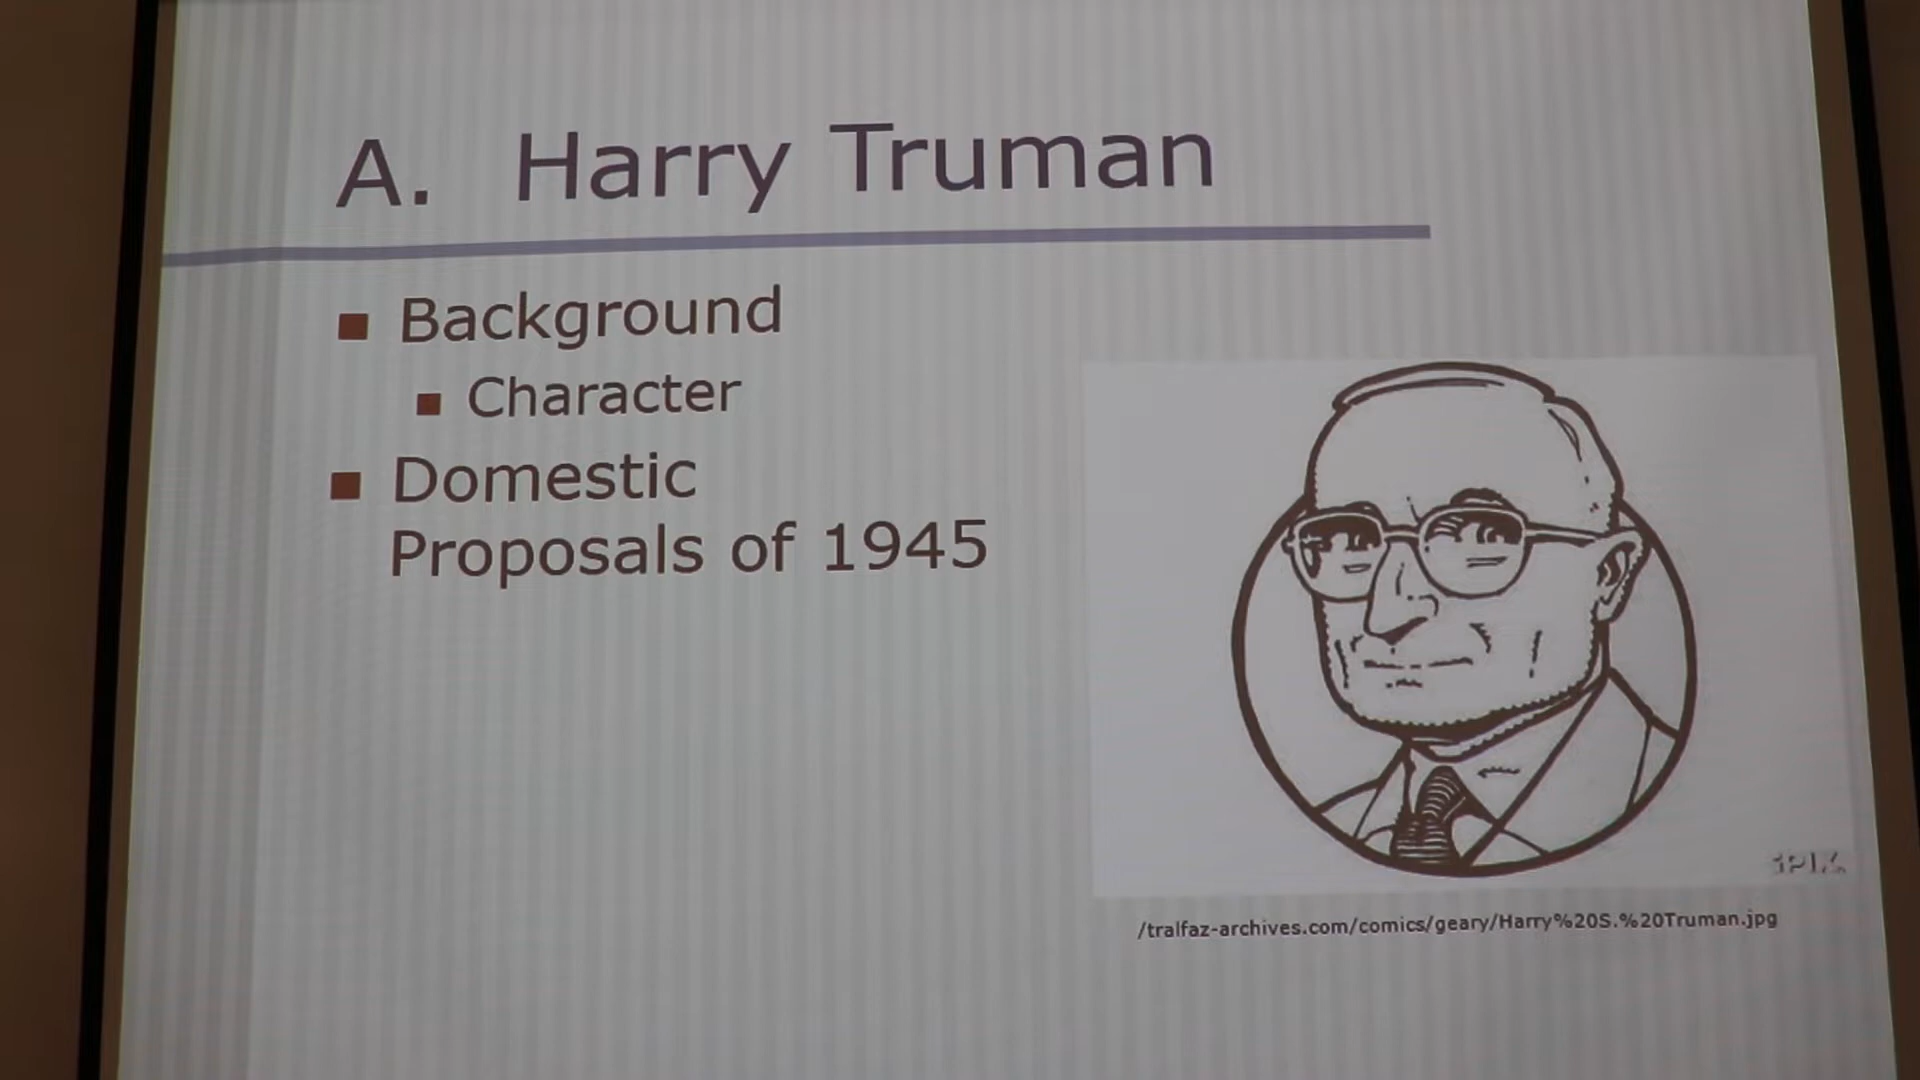 A. Harry Truman
Background
Character
Domestic
Proposals of 1945
/tralfaz-archives.com/comics/geary/Harry%20S.%20Truman.jpg